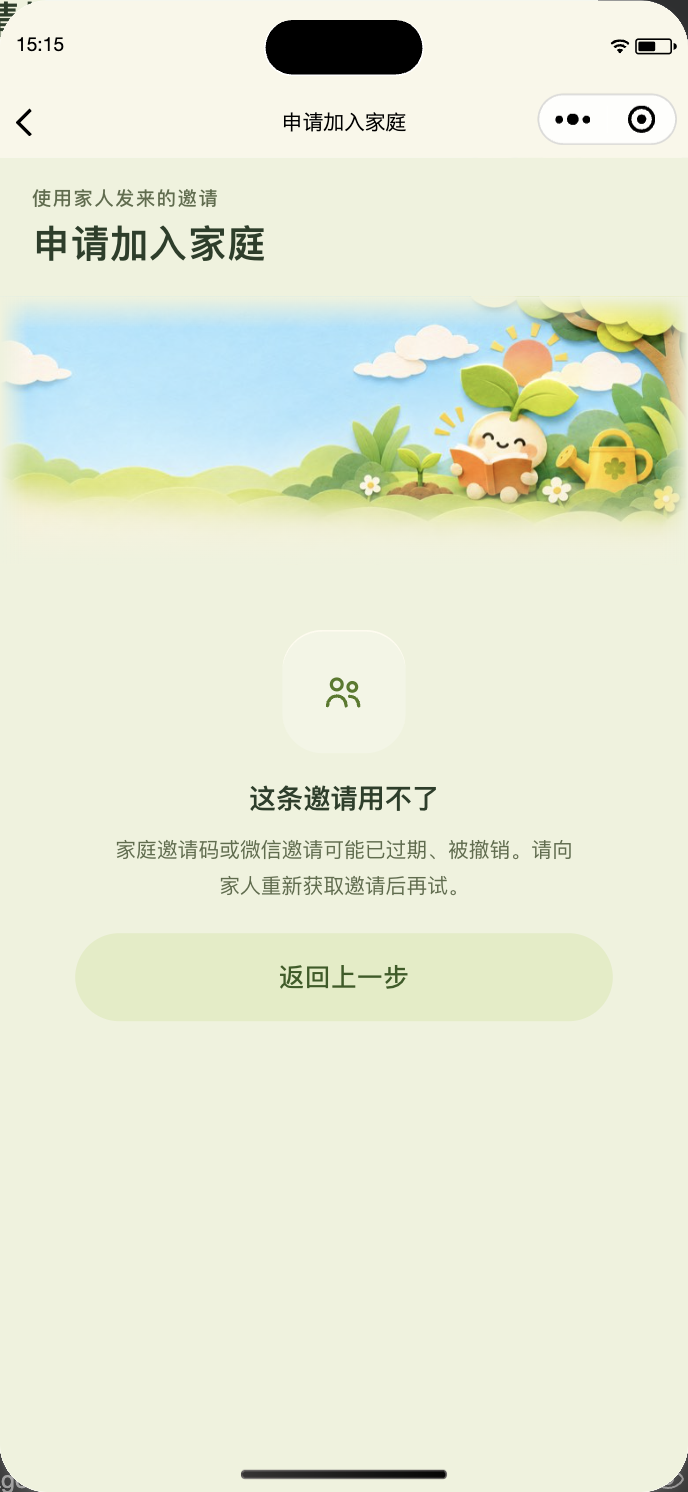 15:15
申请加入家庭
使用家人发来的邀请
申请加入家庭
这条邀请用不了
家庭邀请码或微信邀请可能已过期、被撤销。请向
家人重新获取邀请后再试。
返回上一步